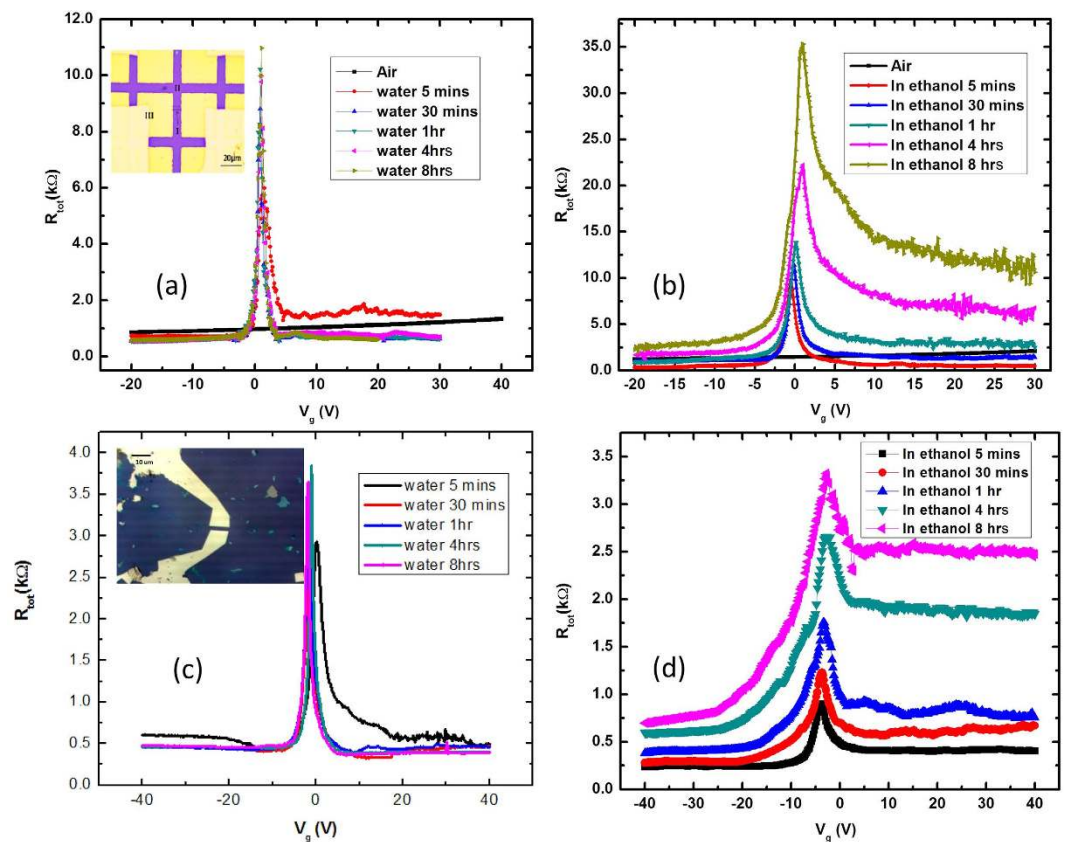 12.0
10.0
8.0
6.0
4.0
2.0
0.0
R_tot(kΩ)
II
III
I
20μm
Air
water 5 mins
water 30 mins
water 1hr
water 4hrs
water 8hrs
(a)
-20 -10 0 10 20 30 40
V_g (V)
35.0
30.0
25.0
20.0
15.0
10.0
5.0
0.0
R_tot(kΩ)
Air
In ethanol 5 mins
In ethanol 30 mins
In ethanol 1 hr
In ethanol 4 hrs
In ethanol 8 hrs
(b)
-20 -15 -10 -5 0 5 10 15 20 25 30
V_g (V)
4.0
3.5
3.0
2.5
2.0
1.5
1.0
0.5
0.0
R_tot(kΩ)
10 um
water 5 mins
water 30 mins
water 1hr
water 4hrs
water 8hrs
(c)
-40 -20 0 20 40
V_g (V)
3.5
3.0
2.5
2.0
1.5
1.0
0.5
0.0
R_tot(kΩ)
In ethanol 5 mins
In ethanol 30 mins
In ethanol 1 hr
In ethanol 4 hrs
In ethanol 8 hrs
(d)
-40 -30 -20 -10 0 10 20 30 40
V_g (V)